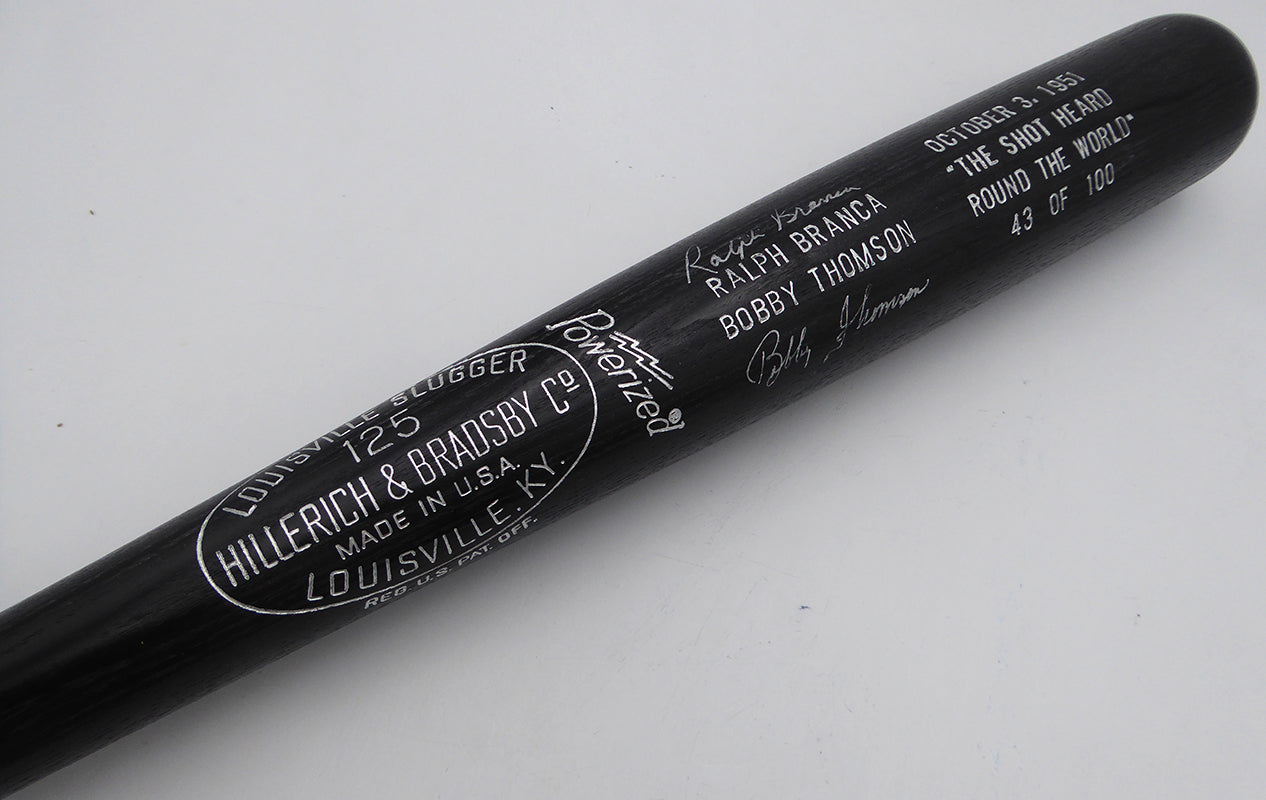 LOUISVILLE SLUGGER
125
HILLERICH & BRADSBY Cº
MADE IN U.S.A.
LOUISVILLE, KY.
REG. U.S. PAT. OFF.
Powerized®
Ralph Branca
RALPH BRANCA
BOBBY THOMSON
Bobby Thomson
OCTOBER 3, 1951
"THE SHOT HEARD
ROUND THE WORLD"
43 OF 100